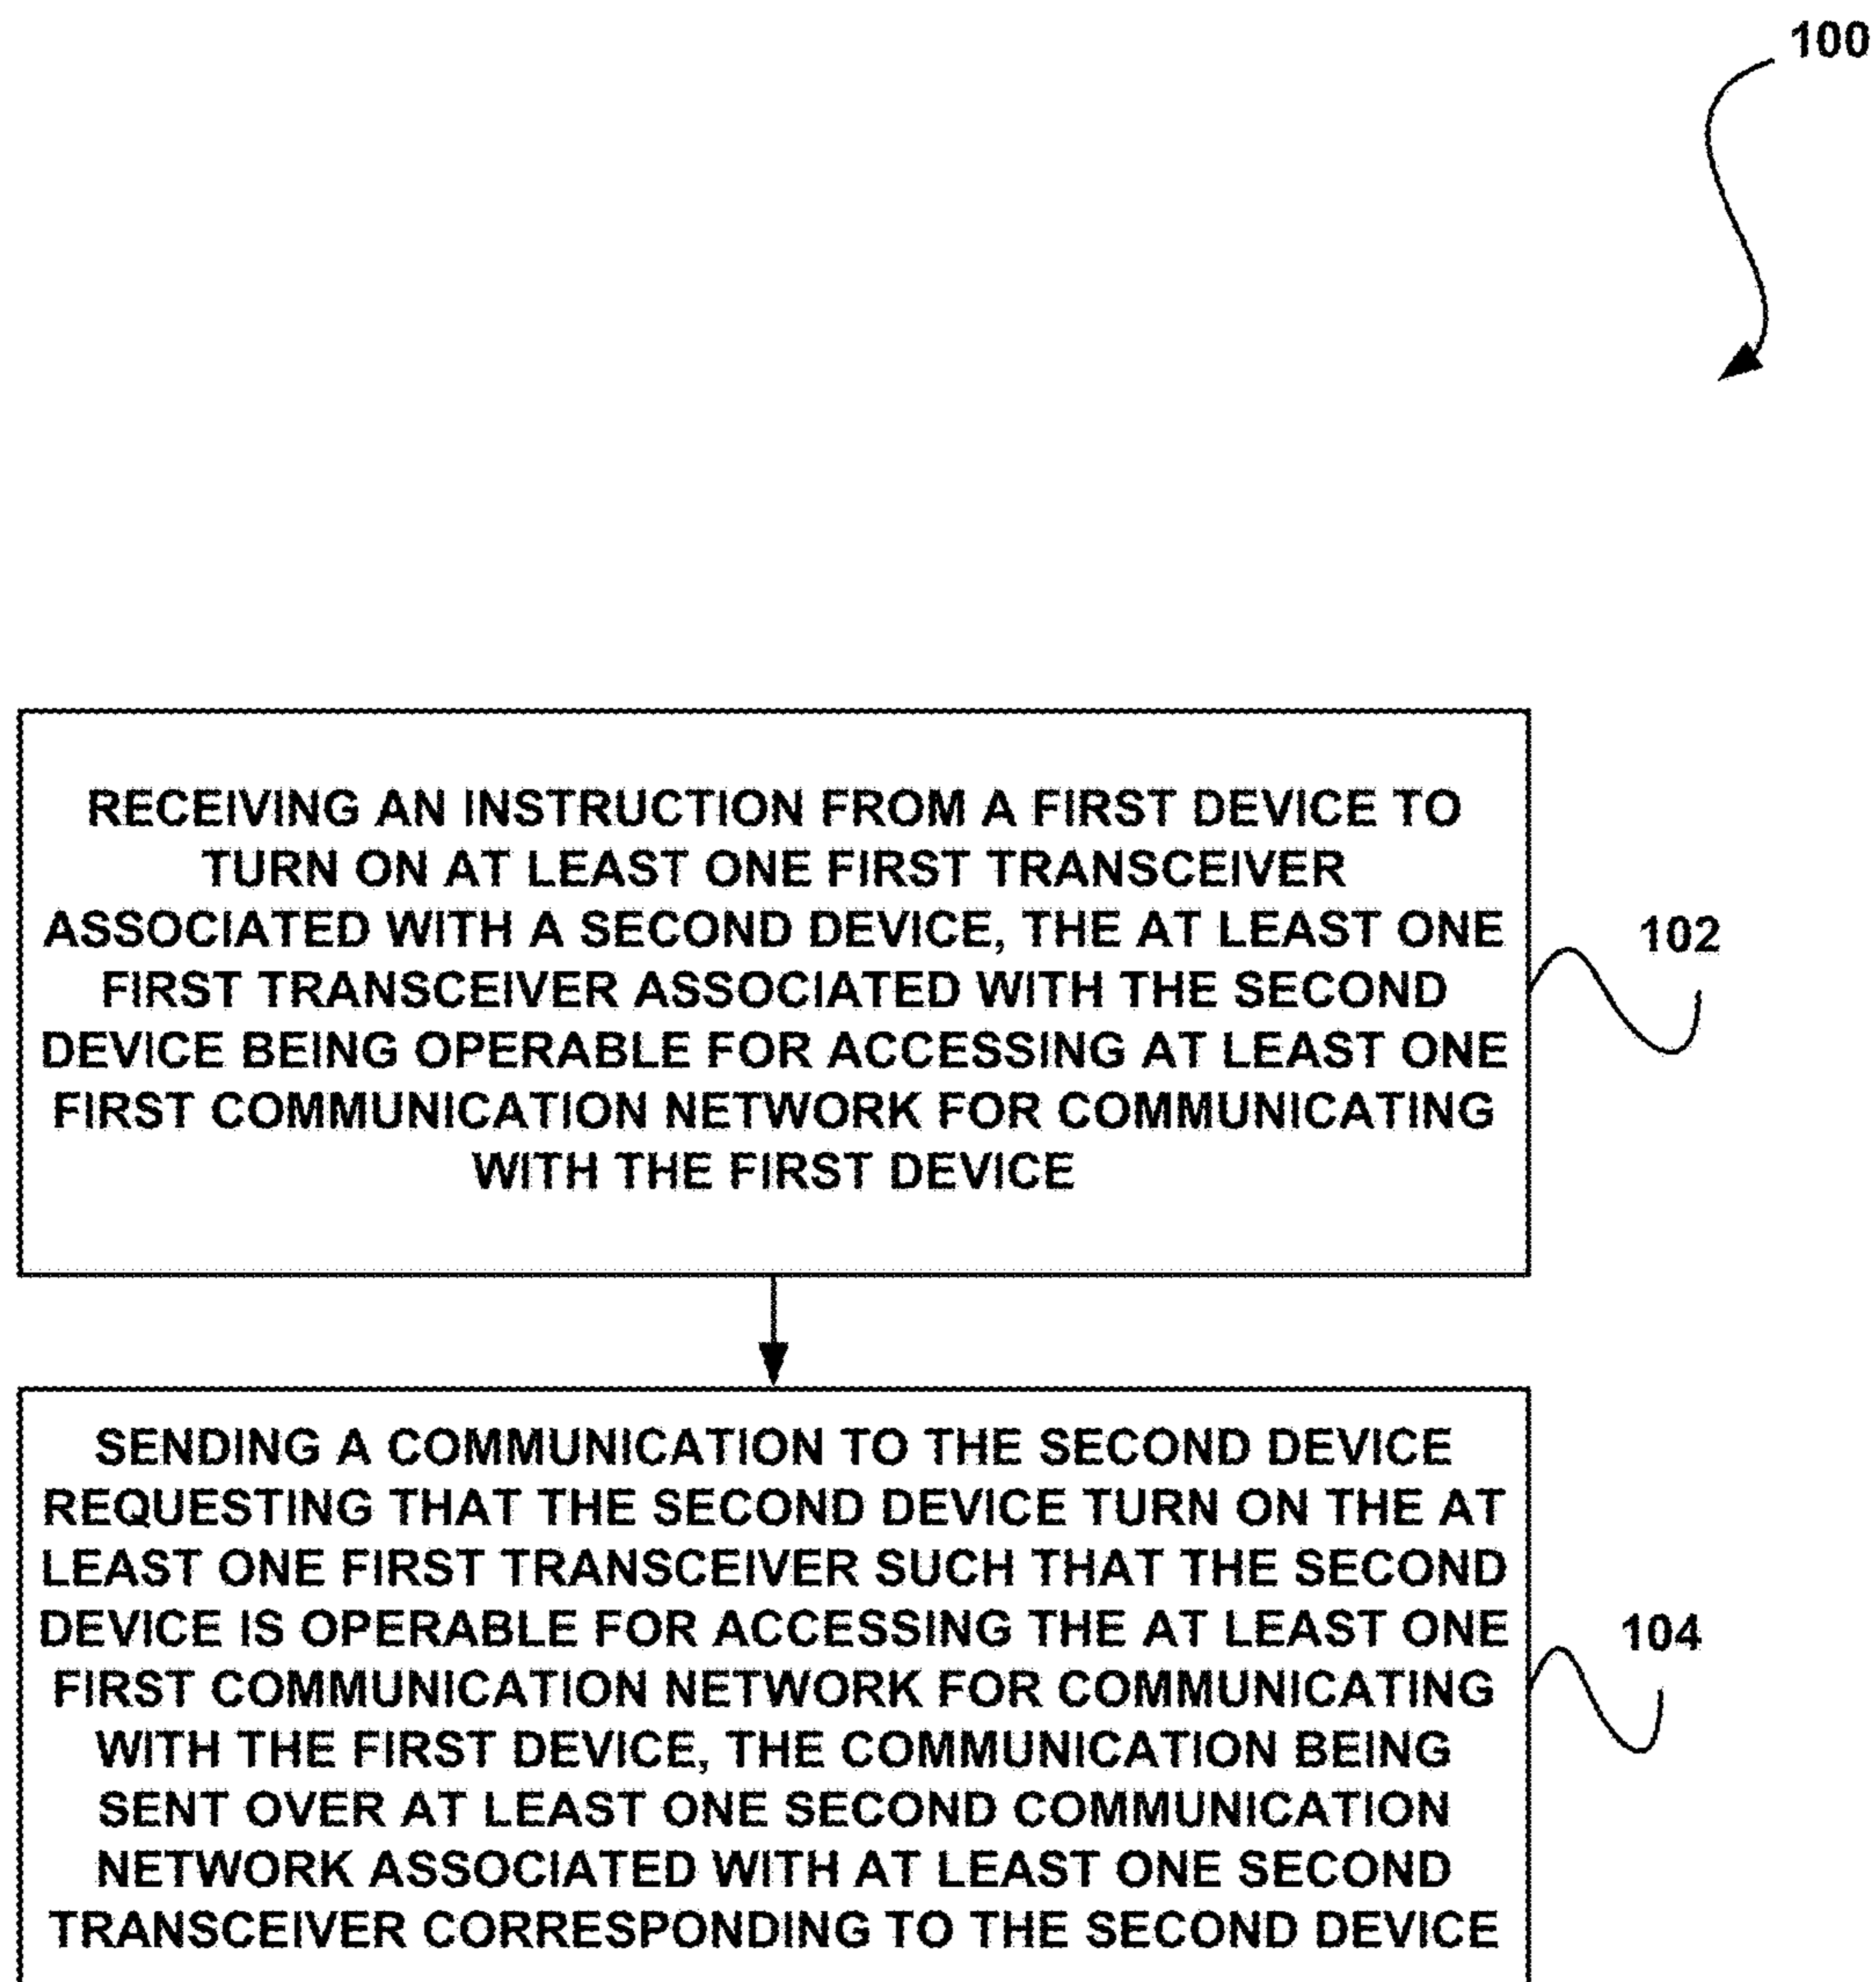 100
RECEIVING AN INSTRUCTION FROM A FIRST DEVICE TO
TURN ON AT LEAST ONE FIRST TRANSCEIVER
ASSOCIATED WITH A SECOND DEVICE, THE AT LEAST ONE
FIRST TRANSCEIVER ASSOCIATED WITH THE SECOND
DEVICE BEING OPERABLE FOR ACCESSING AT LEAST ONE
FIRST COMMUNICATION NETWORK FOR COMMUNICATING
WITH THE FIRST DEVICE
102
SENDING A COMMUNICATION TO THE SECOND DEVICE
REQUESTING THAT THE SECOND DEVICE TURN ON THE AT
LEAST ONE FIRST TRANSCEIVER SUCH THAT THE SECOND
DEVICE IS OPERABLE FOR ACCESSING THE AT LEAST ONE
FIRST COMMUNICATION NETWORK FOR COMMUNICATING
WITH THE FIRST DEVICE, THE COMMUNICATION BEING
SENT OVER AT LEAST ONE SECOND COMMUNICATION
NETWORK ASSOCIATED WITH AT LEAST ONE SECOND
TRANSCEIVER CORRESPONDING TO THE SECOND DEVICE
104